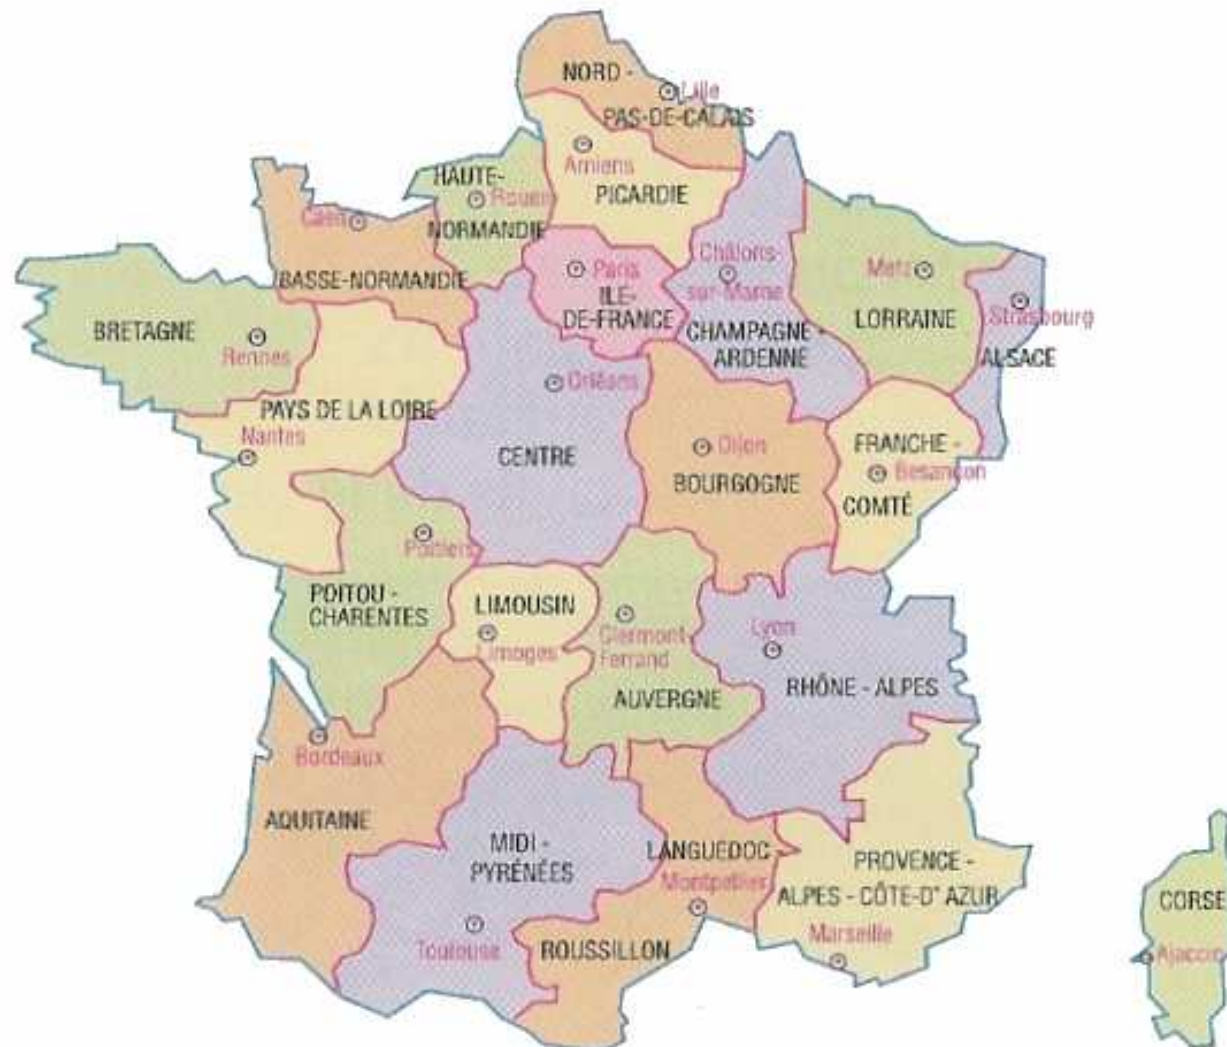 NORD -
Lille
PAS-DE-CALAIS
Amiens
HAUTE-
Rouen
PICARDIE
Caen
NORMANDIE
Châlons-
sur-Marne
Metz
Paris
BASSE-NORMANDIE
ILE-
DE-FRANCE
LORRAINE
Strasbourg
BRETAGNE
Rennes
CHAMPAGNE -
ARDENNE
ALSACE
Orléans
PAYS DE LA LOIRE
Nantes
CENTRE
Dijon
BOURGOGNE
FRANCHE -
Besançon
COMTÉ
Poitiers
POITOU -
CHARENTES
LIMOUSIN
Limoges
Clermont-
Ferrand
Lyon
AUVERGNE
RHÔNE - ALPES
Bordeaux
AQUITAINE
MIDI -
PYRÉNÉES
LANGUEDOC
Montpellier
PROVENCE -
ALPES - CÔTE-D' AZUR
Toulouse
ROUSSILLON
Marseille
CORSE
Ajaccio